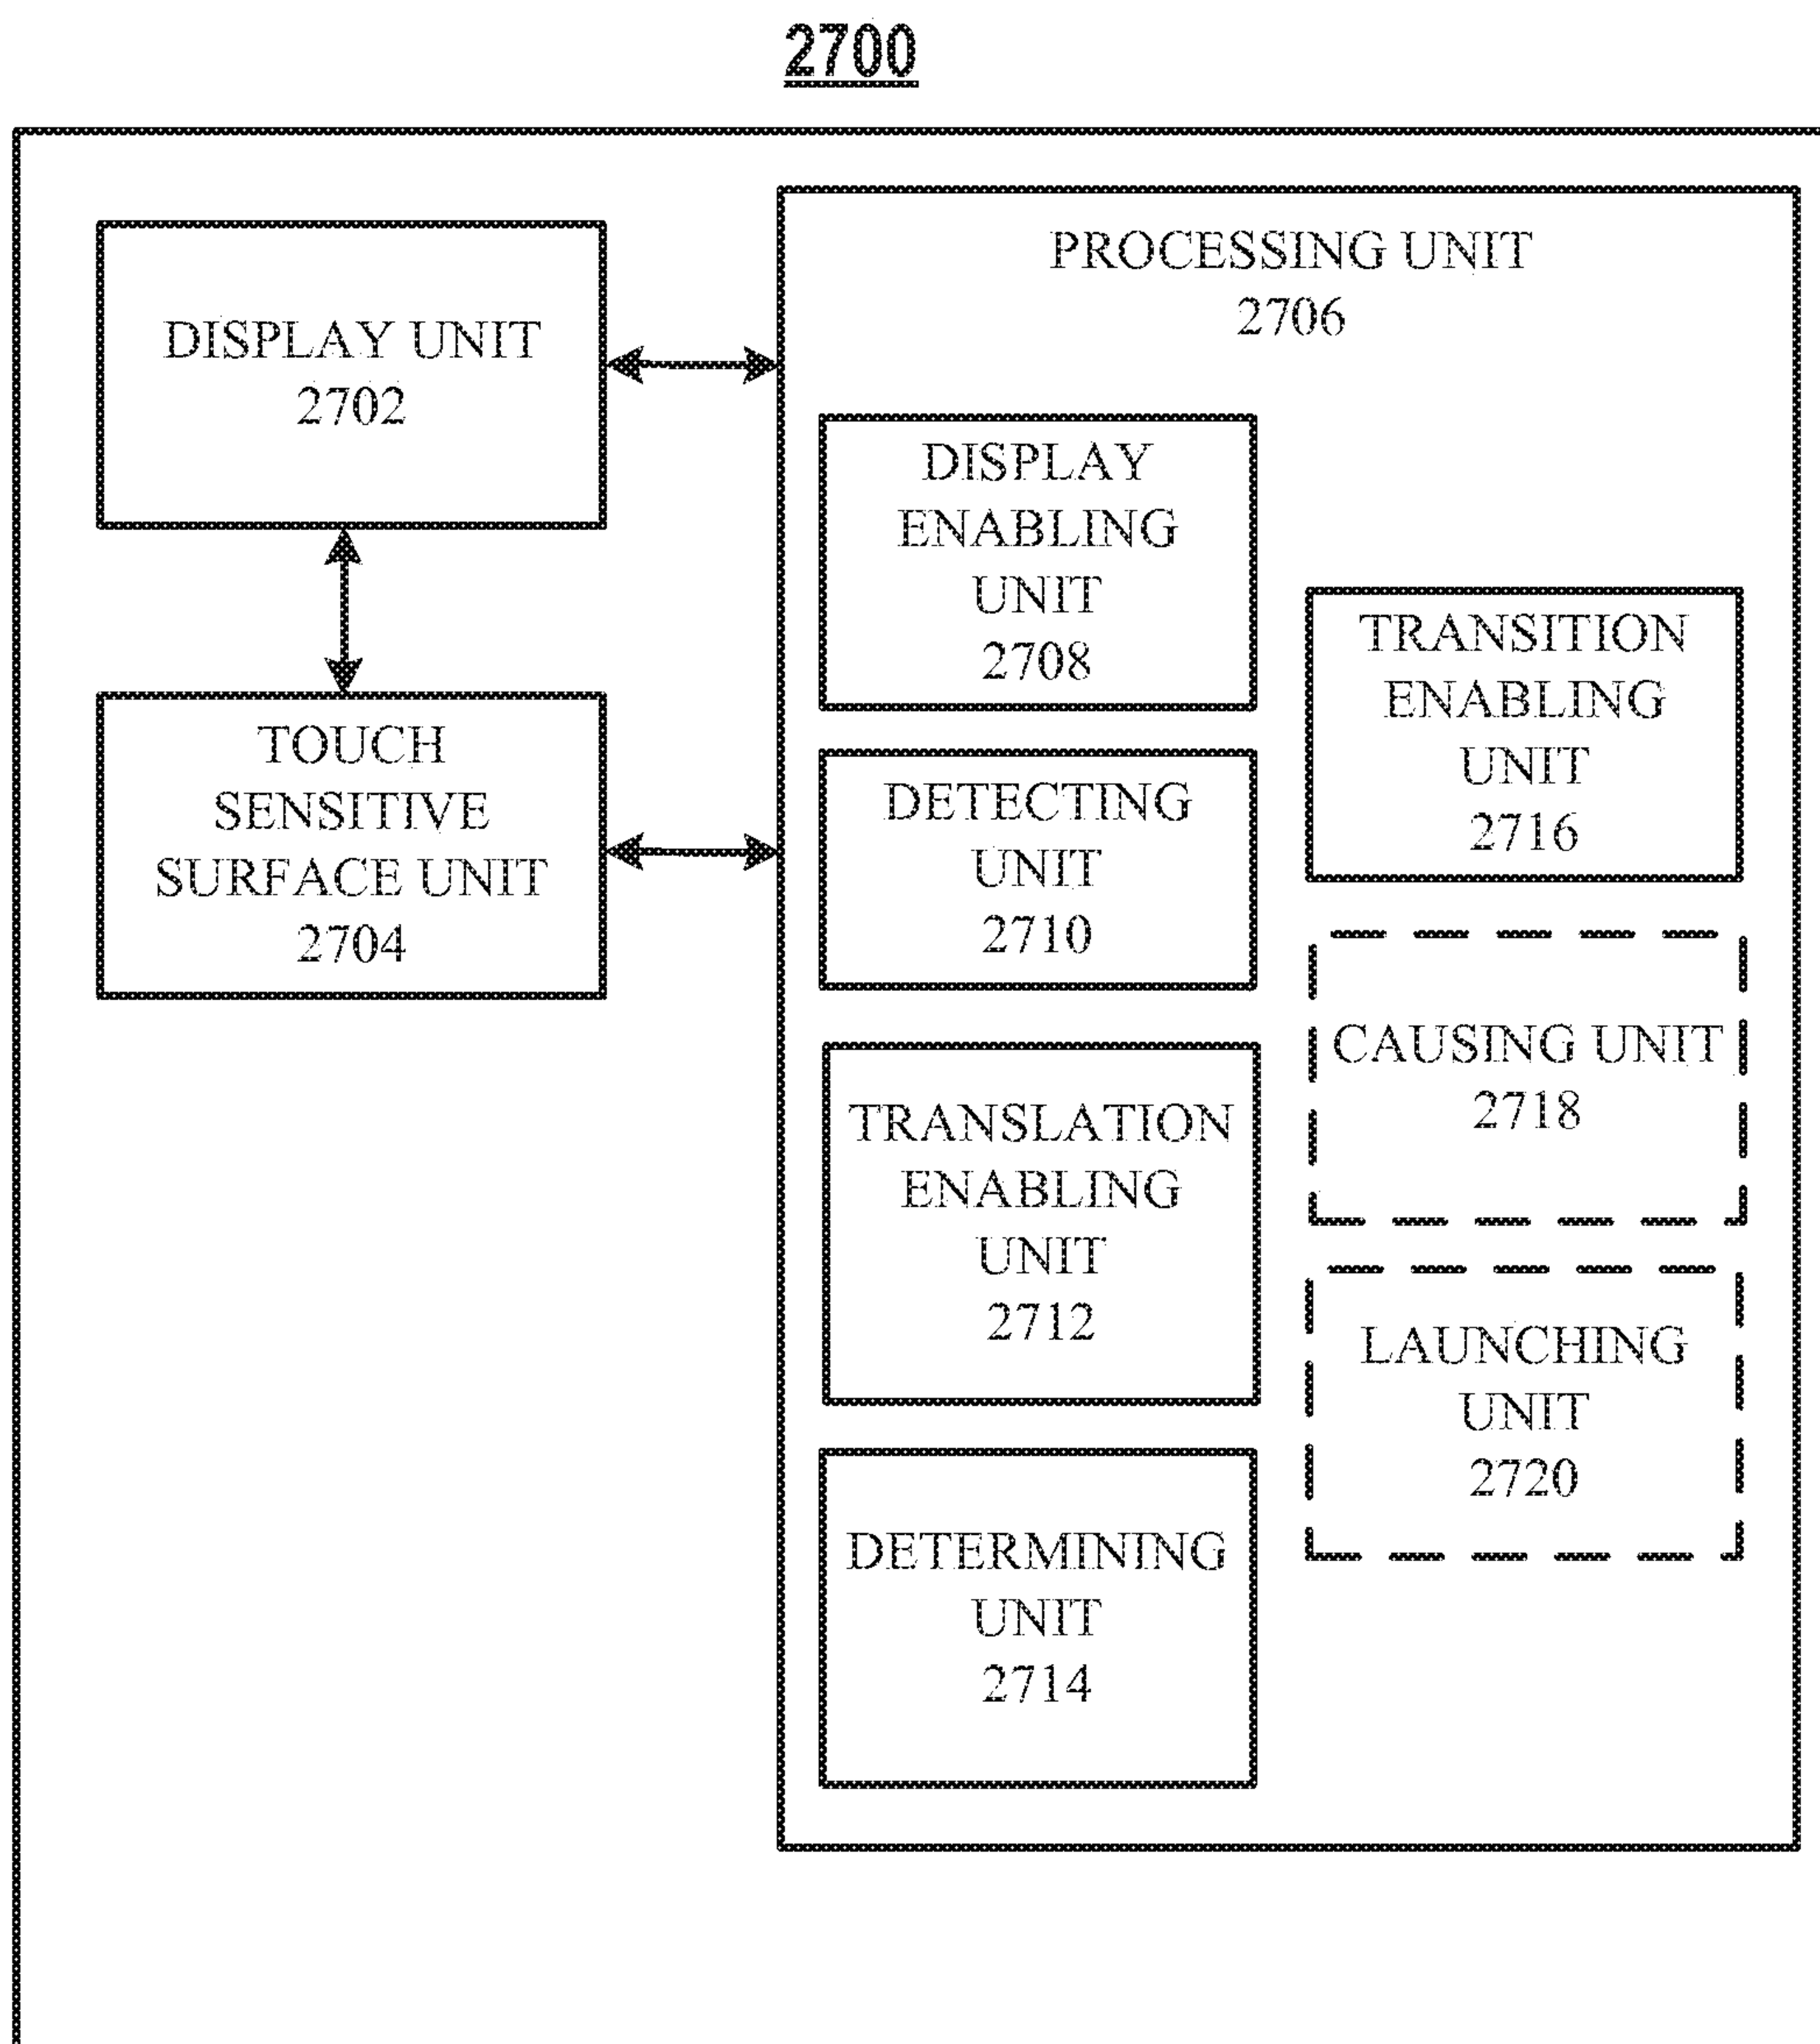 2700
DISPLAY UNIT
2702
TOUCH
SENSITIVE
SURFACE UNIT
2704
PROCESSING UNIT
2706
DISPLAY
ENABLING
UNIT
2708
DETECTING
UNIT
2710
TRANSLATION
ENABLING
UNIT
2712
DETERMINING
UNIT
2714
TRANSITION
ENABLING
UNIT
2716
CAUSING UNIT
2718
LAUNCHING
UNIT
2720